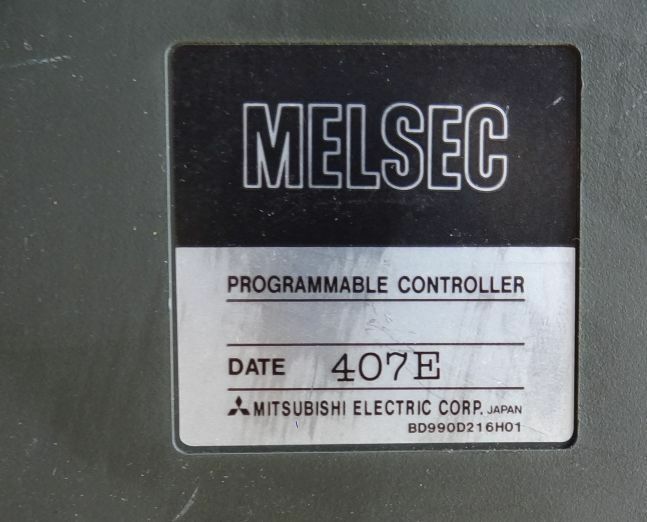 MELSEC
PROGRAMMABLE CONTROLLER
DATE 407E
MITSUBISHI ELECTRIC CORP. JAPAN
BD990D216H01